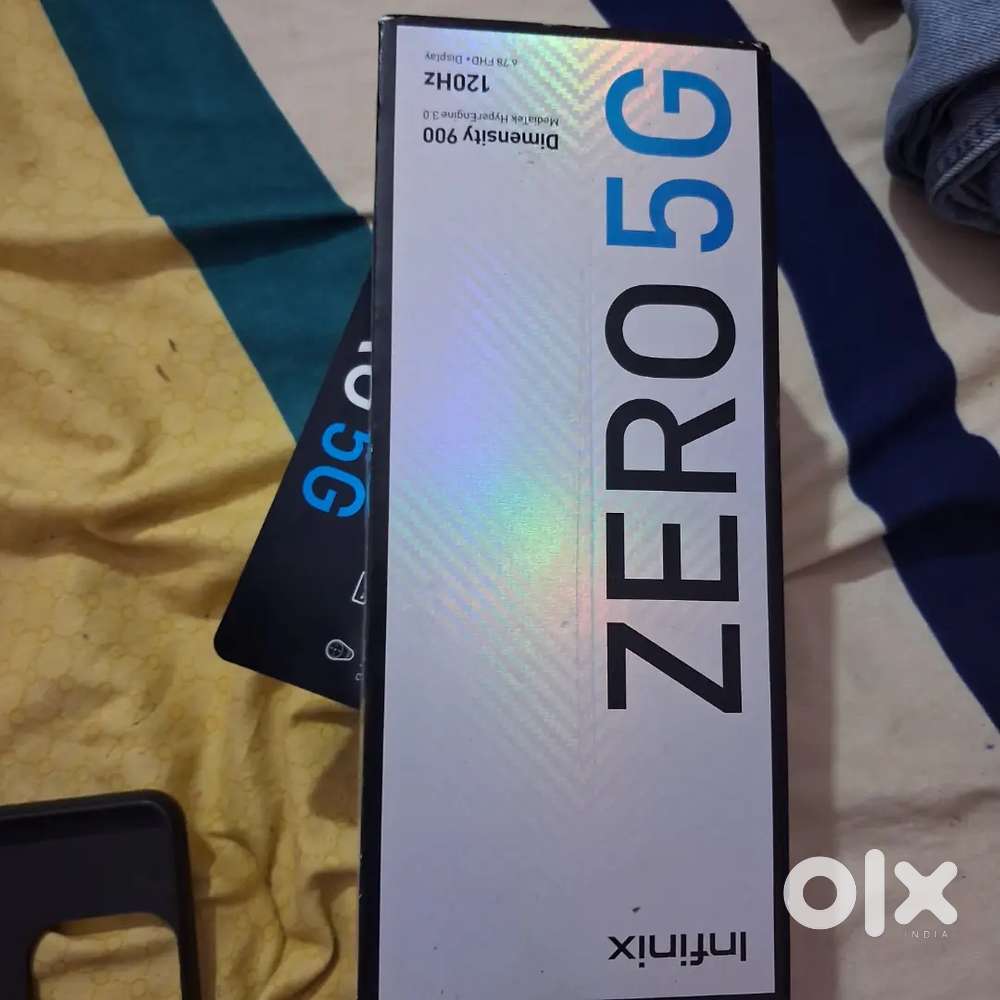 6.78 FHD+ Display
120Hz
MediaTek HyperEngine 3.0
Dimensity 900
ZERO 5G
5G
Infinix
olx
INDIA